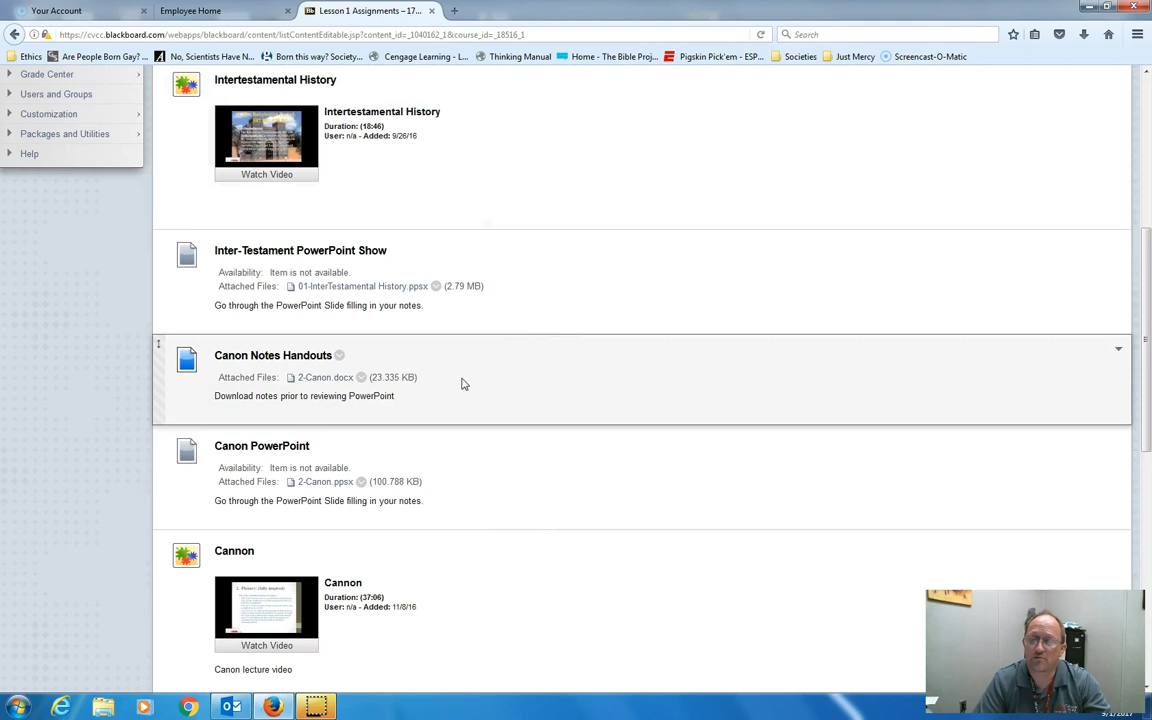 Your Account
Employee Home
Lesson 1 Assignments – 17...
https://cvcc.blackboard.com/webapps/blackboard/content/listContentEditable.jsp?content_id=_1040162_1&course_id=_18516_1
Search
Ethics
Are People Born Gay? ...
No, Scientists Have N...
Born this way? Society...
Cengage Learning - L...
Thinking Manual
Home - The Bible Proj...
Pigskin Pick'em - ESP...
Societies
Just Mercy
Screencast-O-Matic
Grade Center
Users and Groups
Customization
Packages and Utilities
Help
Intertestamental History
Intertestamental History
Duration: (18:46)
User: n/a - Added: 9/26/16
Watch Video
Inter-Testament PowerPoint Show
Availability: Item is not available.
Attached Files: 01-InterTestamental History.ppsx (2.79 MB)
Go through the PowerPoint Slide filling in your notes.
Canon Notes Handouts
Attached Files: 2-Canon.docx (23.335 KB)
Download notes prior to reviewing PowerPoint
Canon PowerPoint
Availability: Item is not available.
Attached Files: 2-Canon.ppsx (100.788 KB)
Go through the PowerPoint Slide filling in your notes.
Cannon
Cannon
Duration: (37:06)
User: n/a - Added: 11/8/16
Watch Video
Canon lecture video
9/1/2017